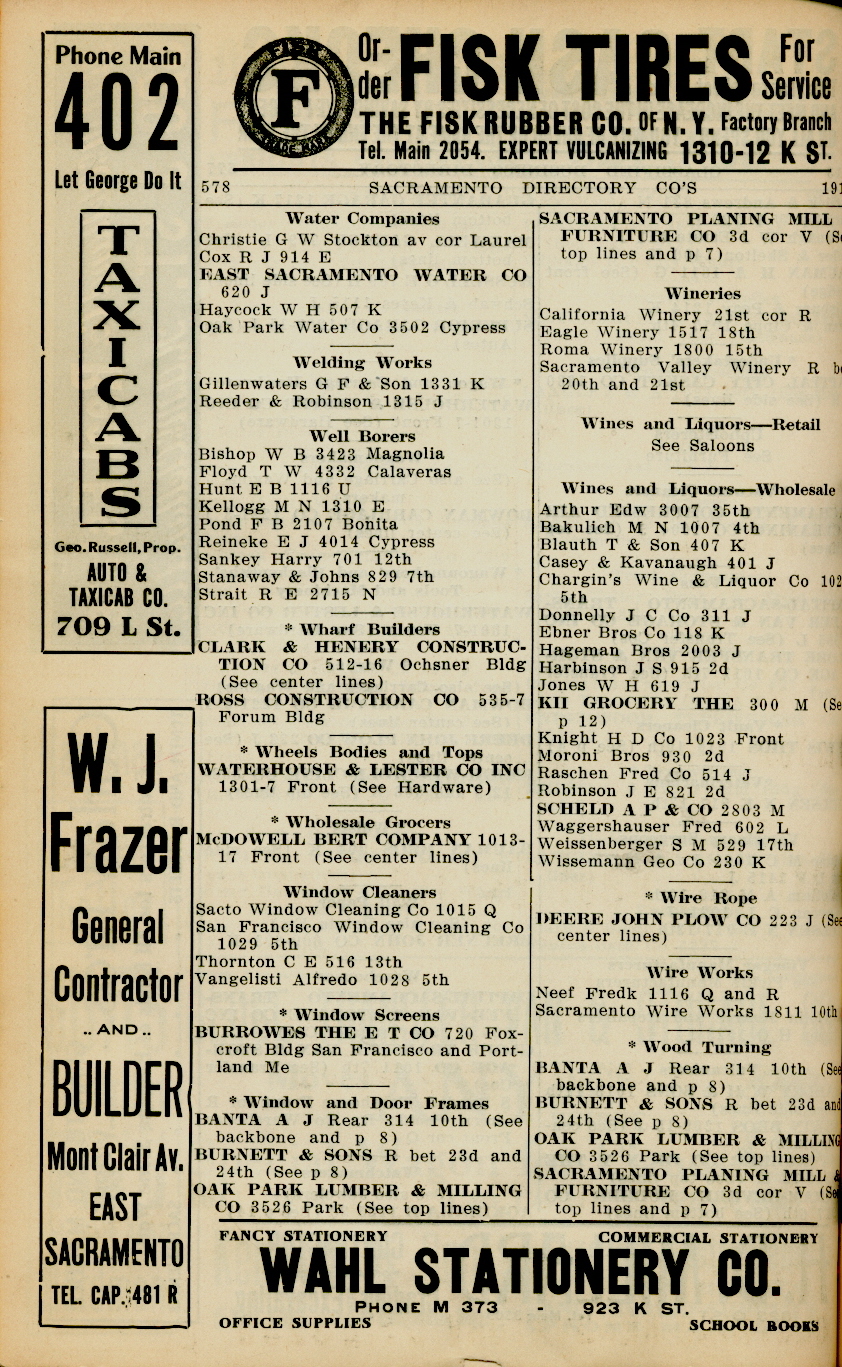 Phone Main
402
Let George Do It
TAXICABS
Geo. Russell, Prop.
AUTO &
TAXICAB CO.
709 L St.
W. J.
Frazer
General
Contractor
.. AND ..
BUILDER
Mont Clair Av.
EAST
SACRAMENTO
TEL. CAP. 481 R
FISK
F
TRADE MARK
Or-
der FISK TIRES For
Service
THE FISK RUBBER CO. OF N. Y. Factory Branch
Tel. Main 2054. EXPERT VULCANIZING 1310-12 K ST.
578 SACRAMENTO DIRECTORY CO'S 191
Water Companies
Christie G W Stockton av cor Laurel
Cox R J 914 E
EAST SACRAMENTO WATER CO
620 J
Haycock W H 507 K
Oak Park Water Co 3502 Cypress
Welding Works
Gillenwaters G F & Son 1331 K
Reeder & Robinson 1315 J
Well Borers
Bishop W B 3423 Magnolia
Floyd T W 4332 Calaveras
Hunt E B 1116 U
Kellogg M N 1310 E
Pond F B 2107 Bonita
Reineke E J 4014 Cypress
Sankey Harry 701 12th
Stanaway & Johns 829 7th
Strait R E 2715 N
* Wharf Builders
CLARK & HENERY CONSTRUC-
TION CO 512-16 Ochsner Bldg
(See center lines)
ROSS CONSTRUCTION CO 535-7
Forum Bldg
* Wheels Bodies and Tops
WATERHOUSE & LESTER CO INC
1301-7 Front (See Hardware)
* Wholesale Grocers
McDOWELL BERT COMPANY 1013-
17 Front (See center lines)
Window Cleaners
Sacto Window Cleaning Co 1015 Q
San Francisco Window Cleaning Co
1029 5th
Thornton C E 516 13th
Vangelisti Alfredo 1028 5th
* Window Screens
BURROWES THE E T CO 720 Fox-
croft Bldg San Francisco and Port-
land Me
* Window and Door Frames
BANTA A J Rear 314 10th (See
backbone and p 8)
BURNETT & SONS R bet 23d and
24th (See p 8)
OAK PARK LUMBER & MILLING
CO 3526 Park (See top lines)
SACRAMENTO PLANING MILL
FURNITURE CO 3d cor V (Se
top lines and p 7)
Wineries
California Winery 21st cor R
Eagle Winery 1517 18th
Roma Winery 1800 15th
Sacramento Valley Winery R b
20th and 21st
Wines and Liquors—Retail
See Saloons
Wines and Liquors—Wholesale
Arthur Edw 3007 35th
Bakulich M N 1007 4th
Blauth T & Son 407 K
Casey & Kavanaugh 401 J
Chargin's Wine & Liquor Co 102
5th
Donnelly J C Co 311 J
Ebner Bros Co 118 K
Hageman Bros 2003 J
Harbinson J S 915 2d
Jones W H 619 J
KII GROCERY THE 300 M (Se
p 12)
Knight H D Co 1023 Front
Moroni Bros 930 2d
Raschen Fred Co 514 J
Robinson J E 821 2d
SCHELD A P & CO 2803 M
Waggershauser Fred 602 L
Weissenberger S M 529 17th
Wissemann Geo Co 230 K
* Wire Rope
DEERE JOHN PLOW CO 223 J (See
center lines)
Wire Works
Neef Fredk 1116 Q and R
Sacramento Wire Works 1811 10th
* Wood Turning
BANTA A J Rear 314 10th (See
backbone and p 8)
BURNETT & SONS R bet 23d and
24th (See p 8)
OAK PARK LUMBER & MILLING
CO 3526 Park (See top lines)
SACRAMENTO PLANING MILL &
FURNITURE CO 3d cor V (Se
top lines and p 7)
FANCY STATIONERY COMMERCIAL STATIONERY
WAHL STATIONERY CO.
PHONE M 373 - 923 K ST.
OFFICE SUPPLIES SCHOOL BOOKS